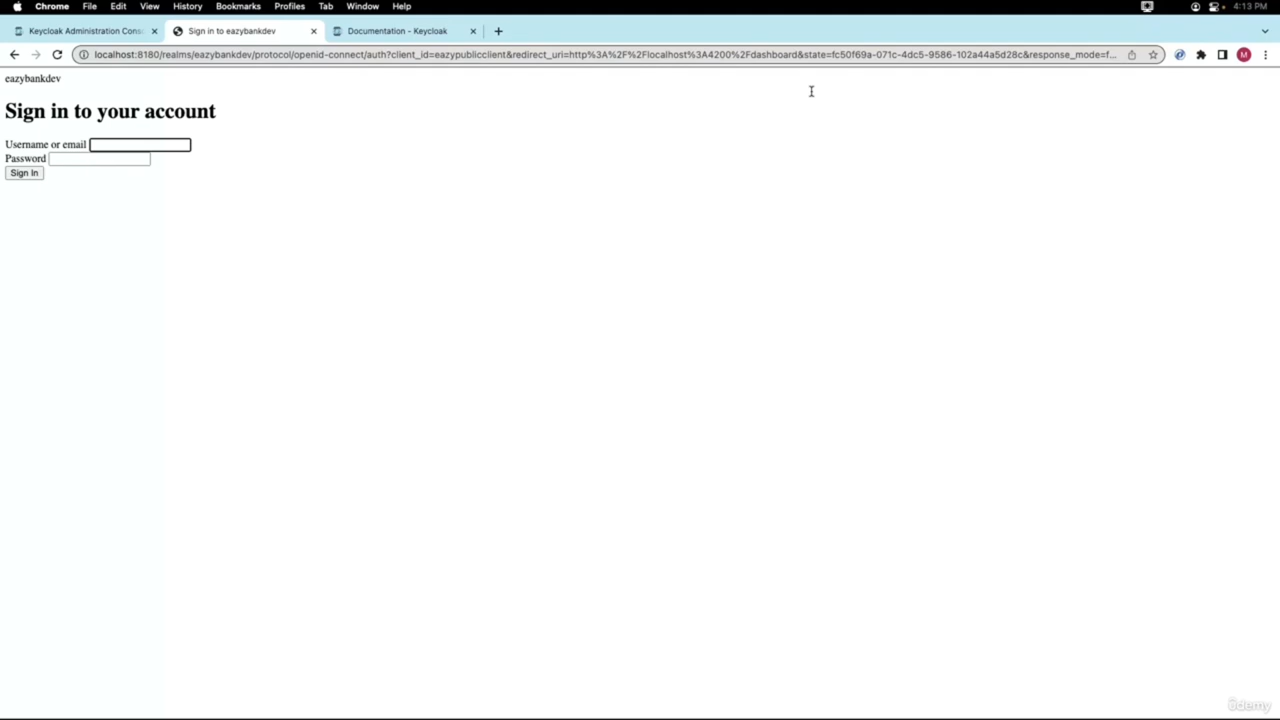 Chrome File Edit View History Bookmarks Profiles Tab Window Help 4:13 PM
Keycloak Administration Cons Sign in to eazybankdev Documentation - Keycloak
localhost:8180/realms/eazybankdev/protocol/openid-connect/auth?client_id=eazypublicclient&redirect_uri=http%3A%2F%2Flocalhost%3A4200%2Fdashboard&state=fc50f69a-071c-4dc5-9586-102a44a5d28c&response_mode=f... M
eazybankdev
Sign in to your account
Username or email
Password
Sign In
ûdemy